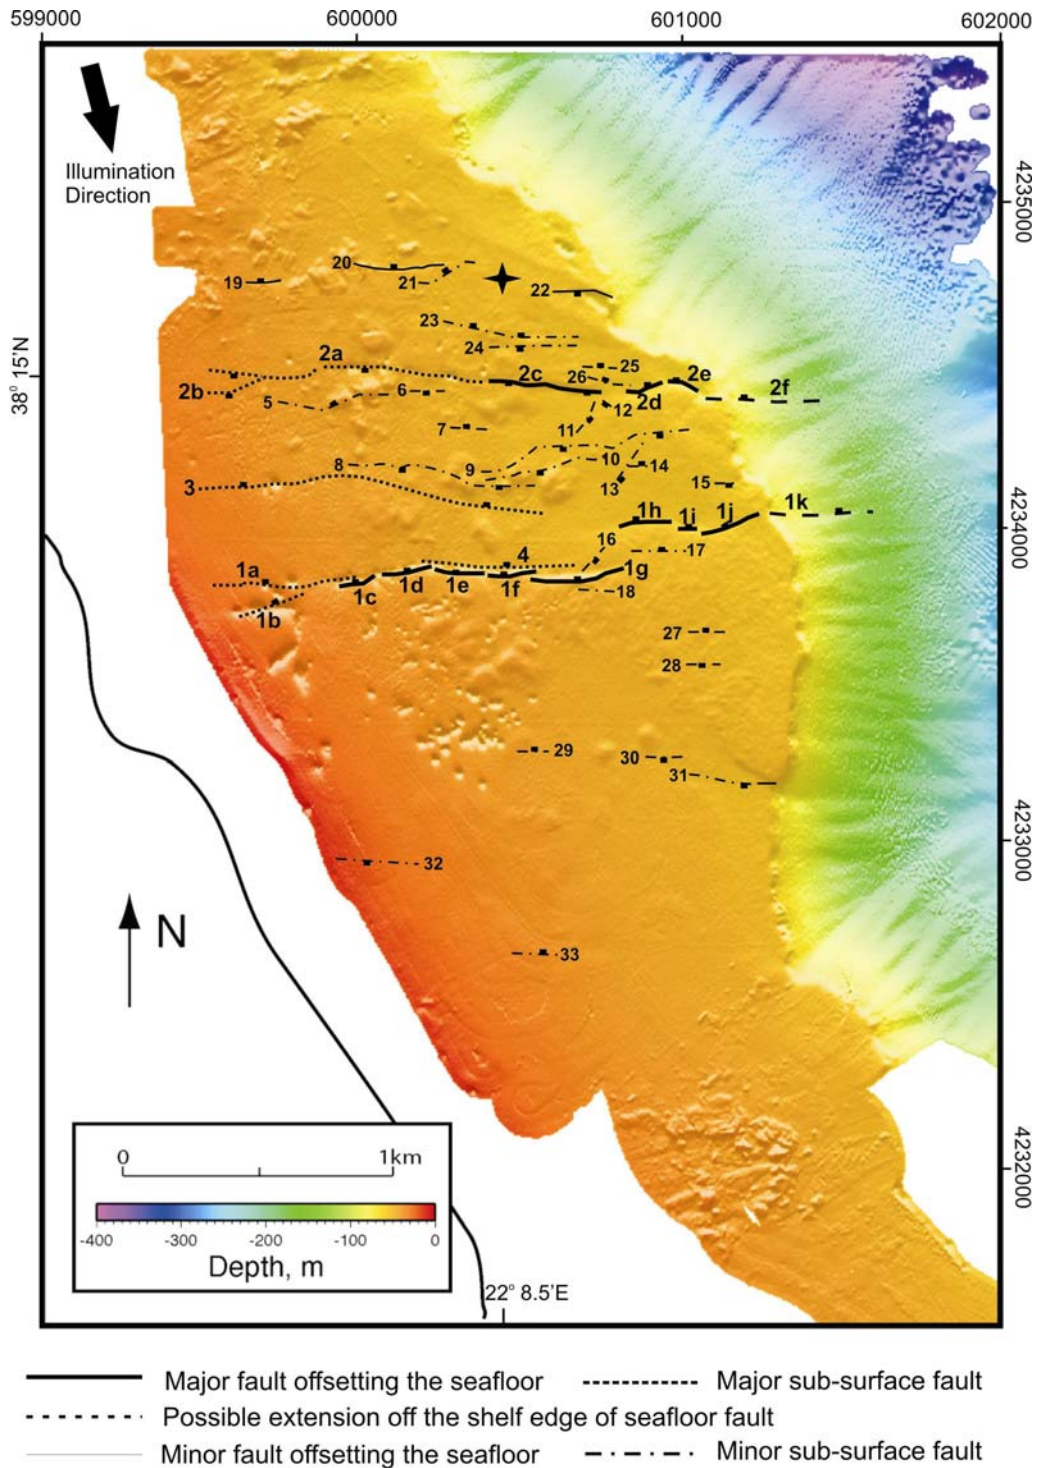 599000 600000 601000 602000
Illumination
Direction
4235000
20
19
21
22
23
24
38° 15'N
2a
25
2c
26
2e
2b
6
2f
5
2d
12
7
11
10
8
9
14
13
15
3
4234000
1h
1i
1j
1k
16
4
17
1a
1g
1c
1d
1e
1f
18
1b
27
28
29
30
31
4233000
32
N
33
0 1km
4232000
-400 -300 -200 -100 0
Depth, m
22° 8.5'E
Major fault offsetting the seafloor Major sub-surface fault
Possible extension off the shelf edge of seafloor fault
Minor fault offsetting the seafloor Minor sub-surface fault